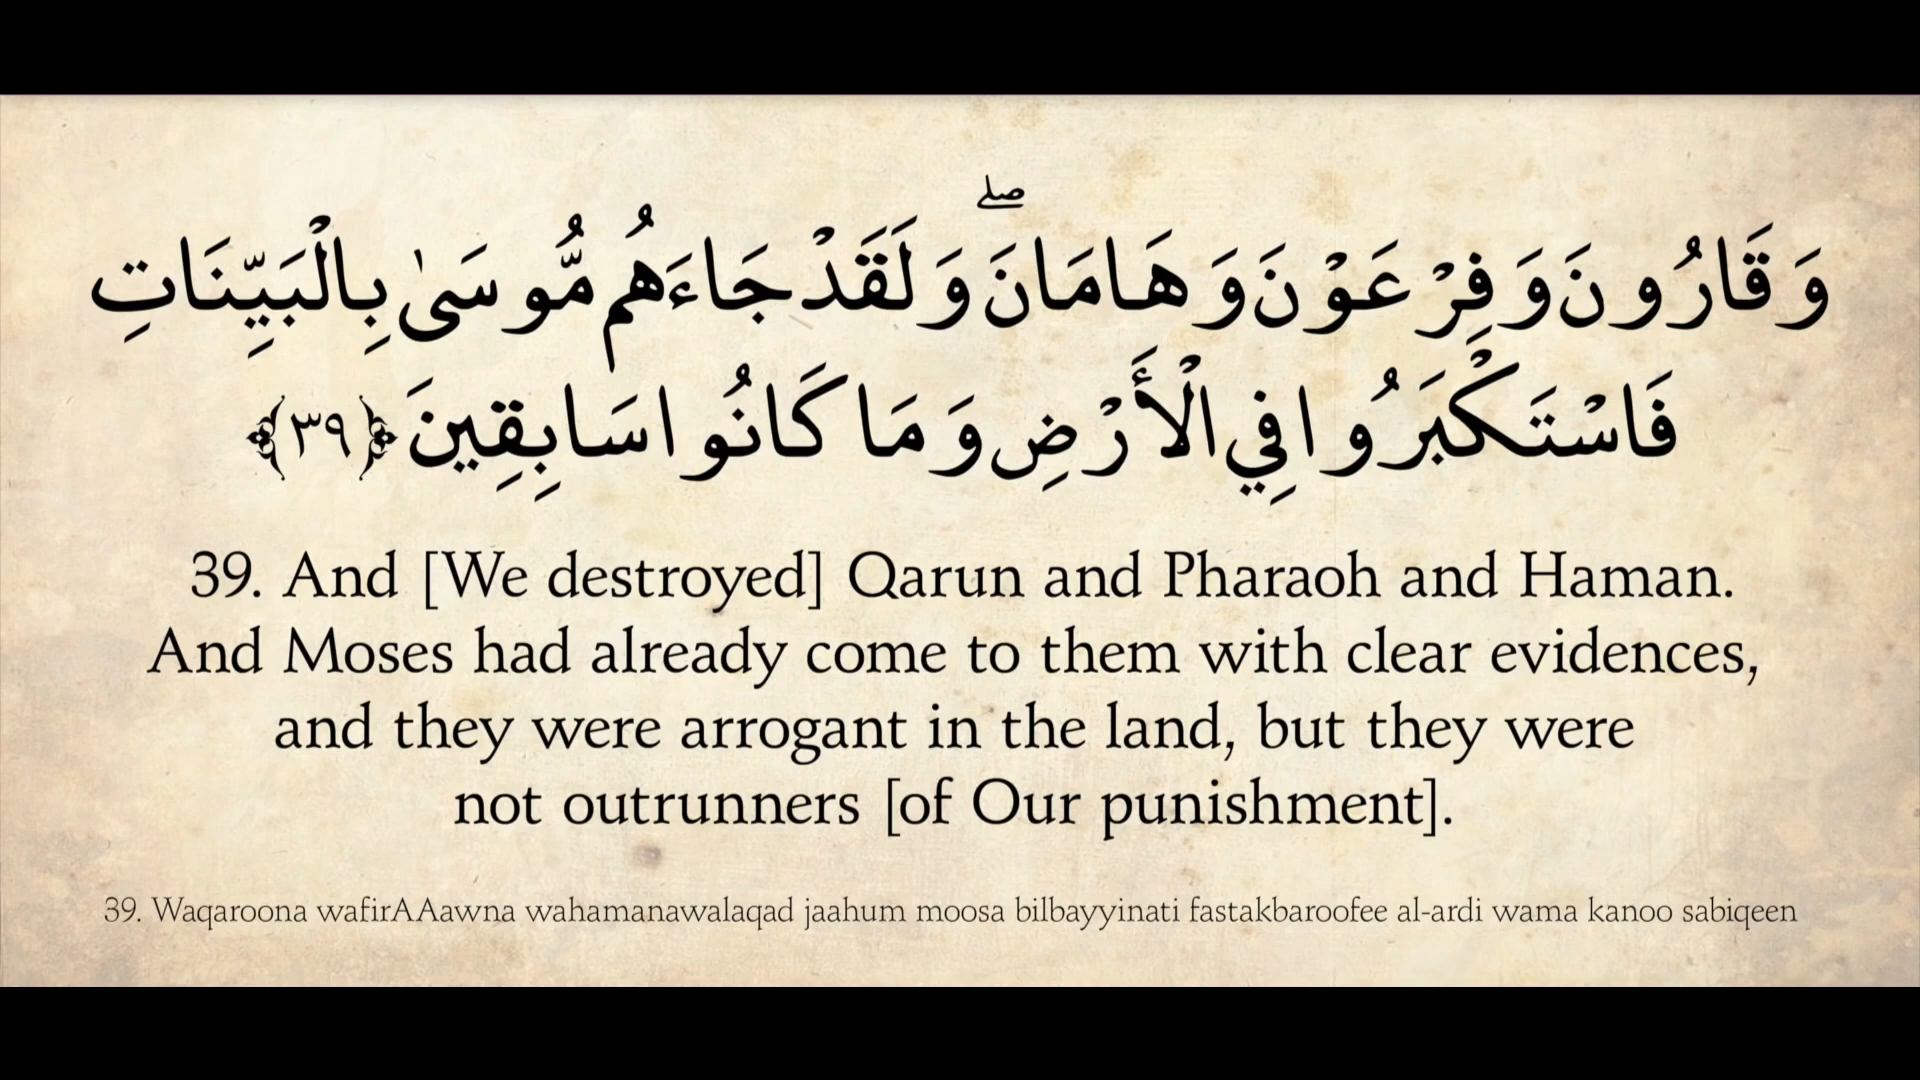 وَقَارُونَ وَفِرْعَوْنَ وَهَامَانَ ۖ وَلَقَدْ جَاءَهُم مُّوسَىٰ بِالْبَيِّنَاتِ
فَاسْتَكْبَرُوا فِي الْأَرْضِ وَمَا كَانُوا سَابِقِينَ ﴿٣٩﴾
39. And [We destroyed] Qarun and Pharaoh and Haman.
And Moses had already come to them with clear evidences,
and they were arrogant in the land, but they were
not outrunners [of Our punishment].
39. Waqaroona wafirAAawna wahamanawalaqad jaahum moosa bilbayyinati fastakbaroofee al-ardi wama kanoo sabiqeen